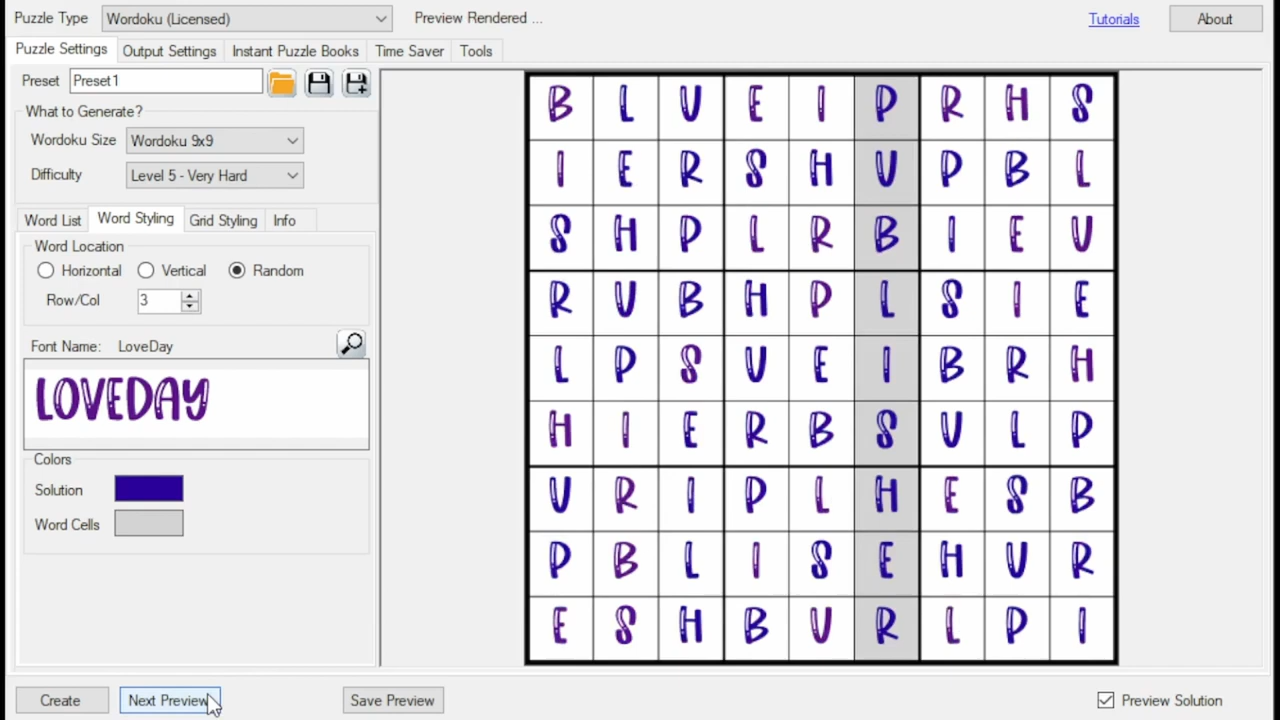 Puzzle Type Wordoku (Licensed) Preview Rendered ... Tutorials About
Puzzle Settings Output Settings Instant Puzzle Books Time Saver Tools
Preset Preset1
What to Generate?
Wordoku Size Wordoku 9x9
Difficulty Level 5 - Very Hard
Word List Word Styling Grid Styling Info
Word Location
Horizontal Vertical Random
Row/Col 3
Font Name: LoveDay
LOVEDAY
Colors
Solution
Word Cells
B L U E I P R H S
I E R S H U P B L
S H P L R B I E U
R U B H P L S I E
L P S U E I B R H
H I E R B S U L P
U R I P L H E S B
P B L I S E H U R
E S H B U R L P I
Create Next Preview Save Preview Preview Solution